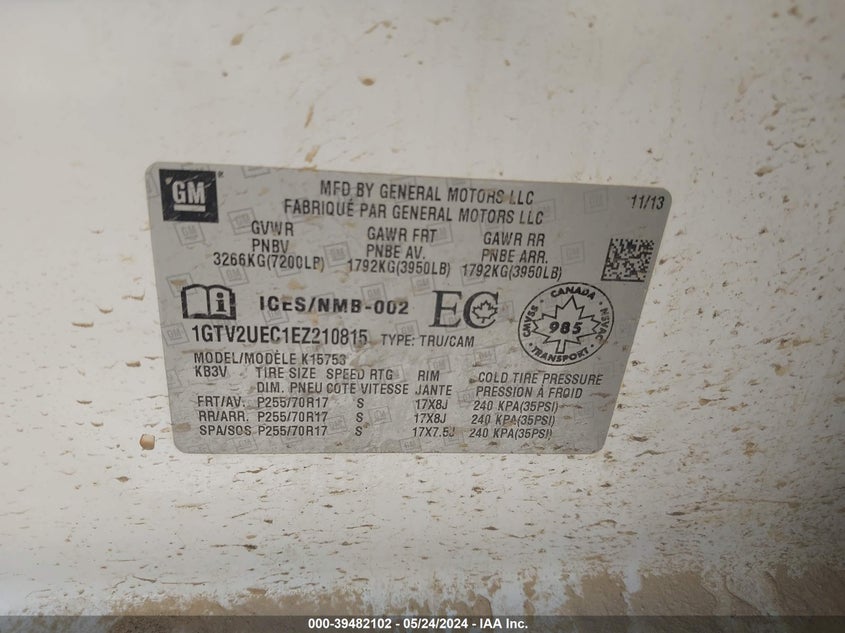 GM
MFD BY GENERAL MOTORS LLC
11/13
FABRIQUÉ PAR GENERAL MOTORS LLC
GVWR GAWR FRT GAWR RR
PNBV PNBE AV. PNBE ARR.
3266KG(7200LB) 1792KG(3950LB) 1792KG(3950LB)
ICES/NMB-002 EC
CANADA
CMVSS 985 NSVAC
TRANSPORT
1GTV2UEC1EZ210815 TYPE: TRU/CAM
MODEL/MODÈLE K15753
KB3V TIRE SIZE SPEED RTG RIM COLD TIRE PRESSURE
DIM. PNEU COTE VITESSE JANTE PRESSION À FROID
FRT/AV. P255/70R17 S 17X8J 240 KPA(35PSI)
RR/ARR. P255/70R17 S 17X8J 240 KPA(35PSI)
SPA/SOS P255/70R17 S 17X7.5J 240 KPA(35PSI)
000-39482102 - 05/24/2024 - IAA Inc.